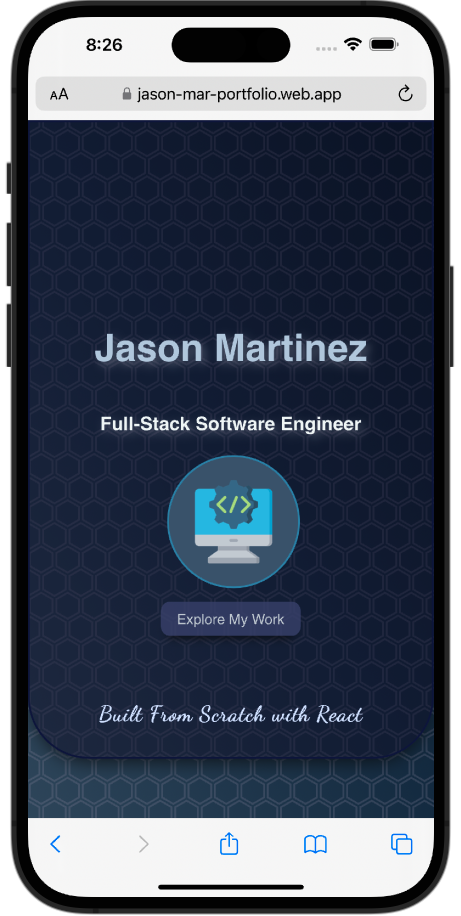 8:26
AA jason-mar-portfolio.web.app
Jason Martinez
Full-Stack Software Engineer
</>
Explore My Work
Built From Scratch with React